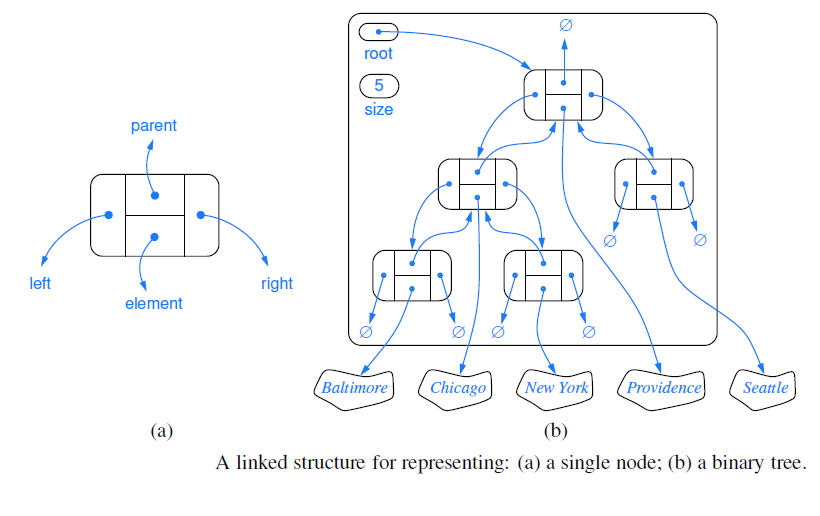 parent
left
right
element
(a)
root
5
size
∅
∅
∅
∅
∅
∅
∅
Baltimore
Chicago
New York
Providence
Seattle
(b)
A linked structure for representing: (a) a single node; (b) a binary tree.